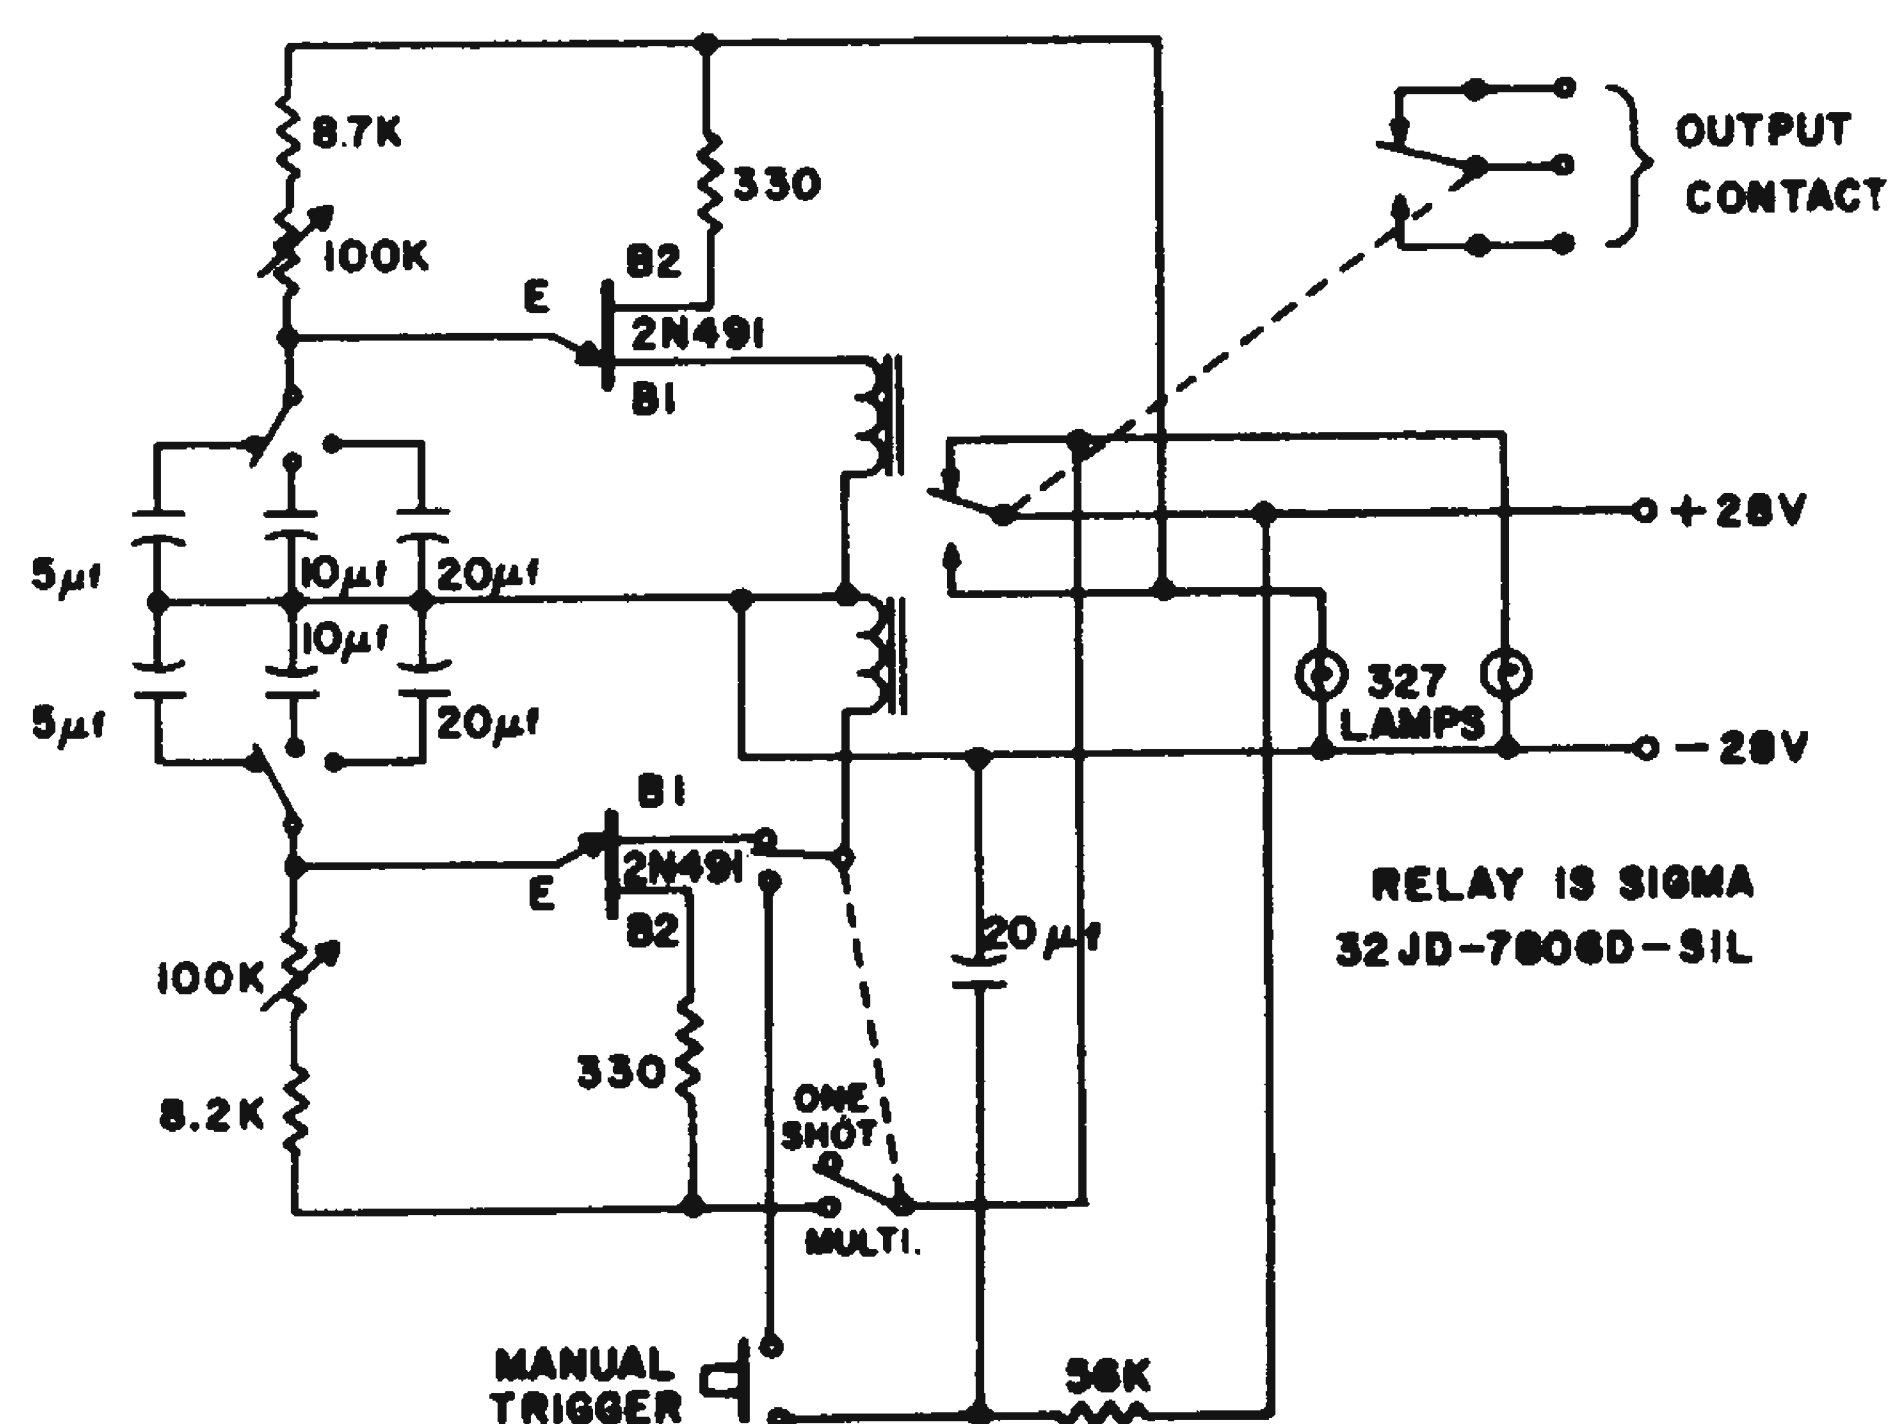 8.7K
330
OUTPUT
CONTACT
100K
B2
E
2N491
B1
+28V
5μf
10μf
20μf
10μf
327
LAMPS
5μf
20μf
-28V
B1
2N491
E
B2
RELAY IS SIGMA
20μf
32JD-7806D-SIL
100K
330
ONE
SHOT
8.2K
MULTI.
MANUAL
TRIGGER
56K